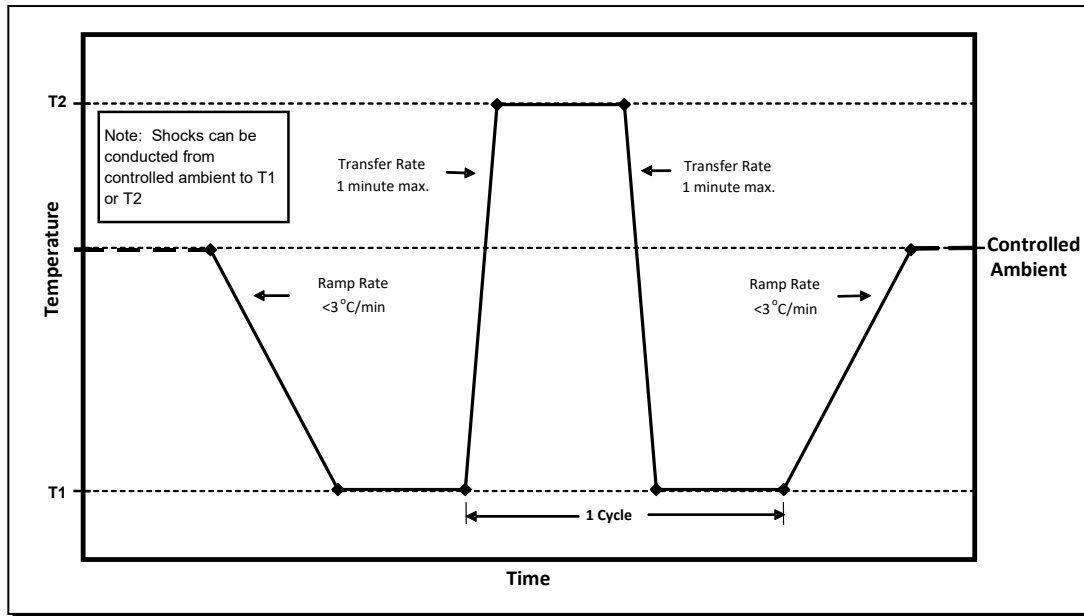 T2
Note: Shocks can be
conducted from
controlled ambient to T1
or T2
Transfer Rate
1 minute max.
Transfer Rate
1 minute max.
Temperature
Controlled
Ambient
Ramp Rate
<3°C/min
Ramp Rate
<3°C/min
T1
1 Cycle
Time